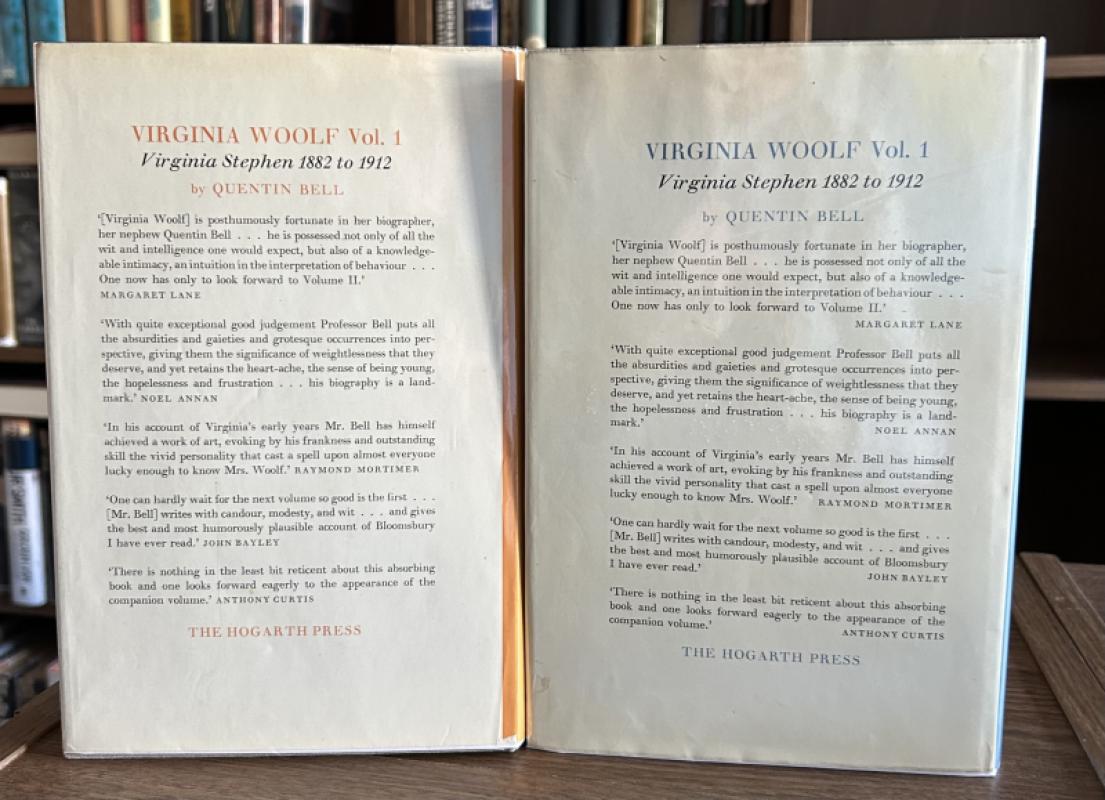 VIRGINIA WOOLF Vol. 1
Virginia Stephen 1882 to 1912
by QUENTIN BELL
‘[Virginia Woolf] is posthumously fortunate in her biographer,
her nephew Quentin Bell . . . he is possessed not only of all the
wit and intelligence one would expect, but also of a knowledge-
able intimacy, an intuition in the interpretation of behaviour . . .
One now has only to look forward to Volume II.’
MARGARET LANE
‘With quite exceptional good judgement Professor Bell puts all
the absurdities and gaieties and grotesque occurrences into per-
spective, giving them the significance of weightlessness that they
deserve, and yet retains the heart-ache, the sense of being young,
the hopelessness and frustration . . . his biography is a land-
mark.’ NOEL ANNAN
‘In his account of Virginia’s early years Mr. Bell has himself
achieved a work of art, evoking by his frankness and outstanding
skill the vivid personality that cast a spell upon almost everyone
lucky enough to know Mrs. Woolf.’ RAYMOND MORTIMER
‘One can hardly wait for the next volume so good is the first . . .
[Mr. Bell] writes with candour, modesty, and wit . . . and gives
the best and most humorously plausible account of Bloomsbury
I have ever read.’ JOHN BAYLEY
‘There is nothing in the least bit reticent about this absorbing
book and one looks forward eagerly to the appearance of the
companion volume.’ ANTHONY CURTIS
THE HOGARTH PRESS
VIRGINIA WOOLF Vol. 1
Virginia Stephen 1882 to 1912
by QUENTIN BELL
‘[Virginia Woolf] is posthumously fortunate in her biographer,
her nephew Quentin Bell . . . he is possessed not only of all the
wit and intelligence one would expect, but also of a knowledge-
able intimacy, an intuition in the interpretation of behaviour . . .
One now has only to look forward to Volume II.’
MARGARET LANE
‘With quite exceptional good judgement Professor Bell puts all
the absurdities and gaieties and grotesque occurrences into per-
spective, giving them the significance of weightlessness that they
deserve, and yet retains the heart-ache, the sense of being young,
the hopelessness and frustration . . . his biography is a land-
mark.’
NOEL ANNAN
‘In his account of Virginia’s early years Mr. Bell has himself
achieved a work of art, evoking by his frankness and outstanding
skill the vivid personality that cast a spell upon almost everyone
lucky enough to know Mrs. Woolf.’ RAYMOND MORTIMER
‘One can hardly wait for the next volume so good is the first . . .
[Mr. Bell] writes with candour, modesty, and wit . . . and gives
the best and most humorously plausible account of Bloomsbury
I have ever read.’
JOHN BAYLEY
‘There is nothing in the least bit reticent about this absorbing
book and one looks forward eagerly to the appearance of the
companion volume.’
ANTHONY CURTIS
THE HOGARTH PRESS